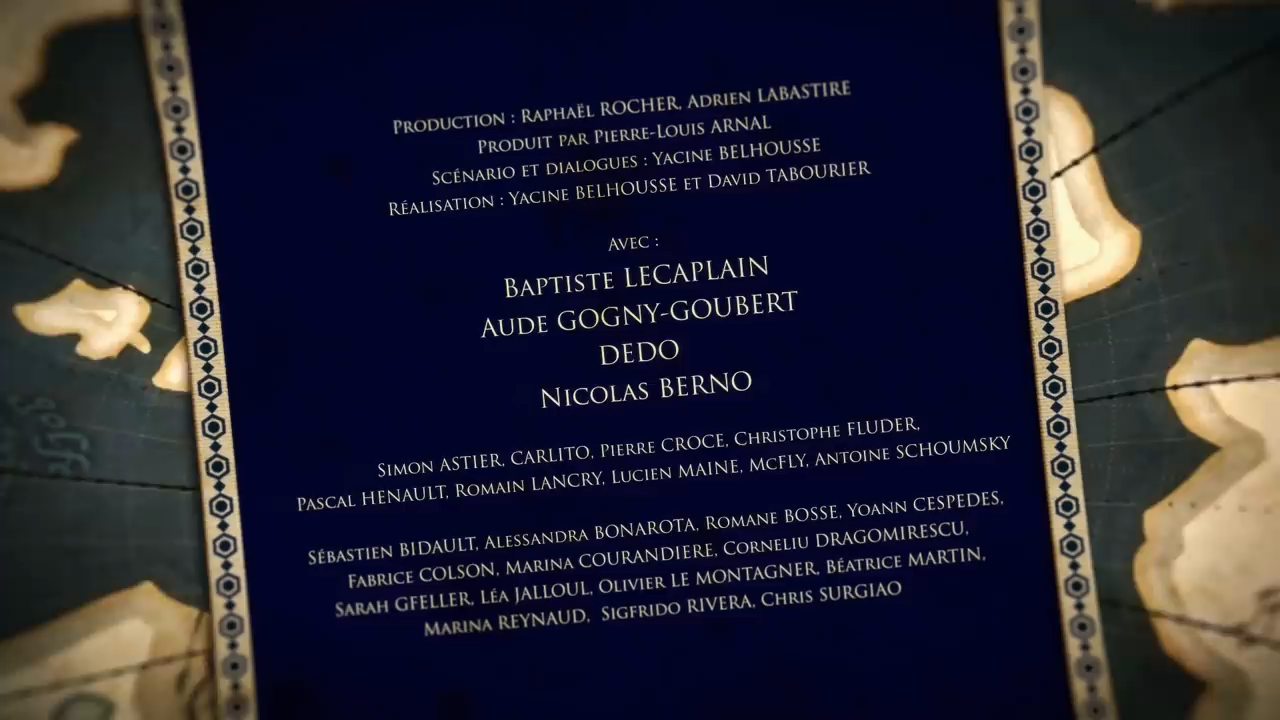 Production : Raphaël ROCHER, Adrien LABASTIRE
Produit par Pierre-Louis ARNAL
Scénario et dialogues : Yacine BELHOUSSE
Réalisation : Yacine BELHOUSSE et David TABOURIER
Avec :
Baptiste LECAPLAIN
Aude GOGNY-GOUBERT
DEDO
Nicolas BERNO
Simon ASTIER, CARLITO, Pierre CROCE, Christophe FLUDER,
Pascal HENAULT, Romain LANCRY, Lucien MAINE, McFLY, Antoine SCHOUMSKY
Sébastien BIDAULT, Alessandra BONAROTA, Romane BOSSE, Yoann CESPEDES,
Fabrice COLSON, Marina COURANDIERE, Corneliu DRAGOMIRESCU,
Sarah GFELLER, Léa JALLOUL, Olivier LE MONTAGNER, Béatrice MARTIN,
Marina REYNAUD, Sigfrido RIVERA, Chris SURGIAO